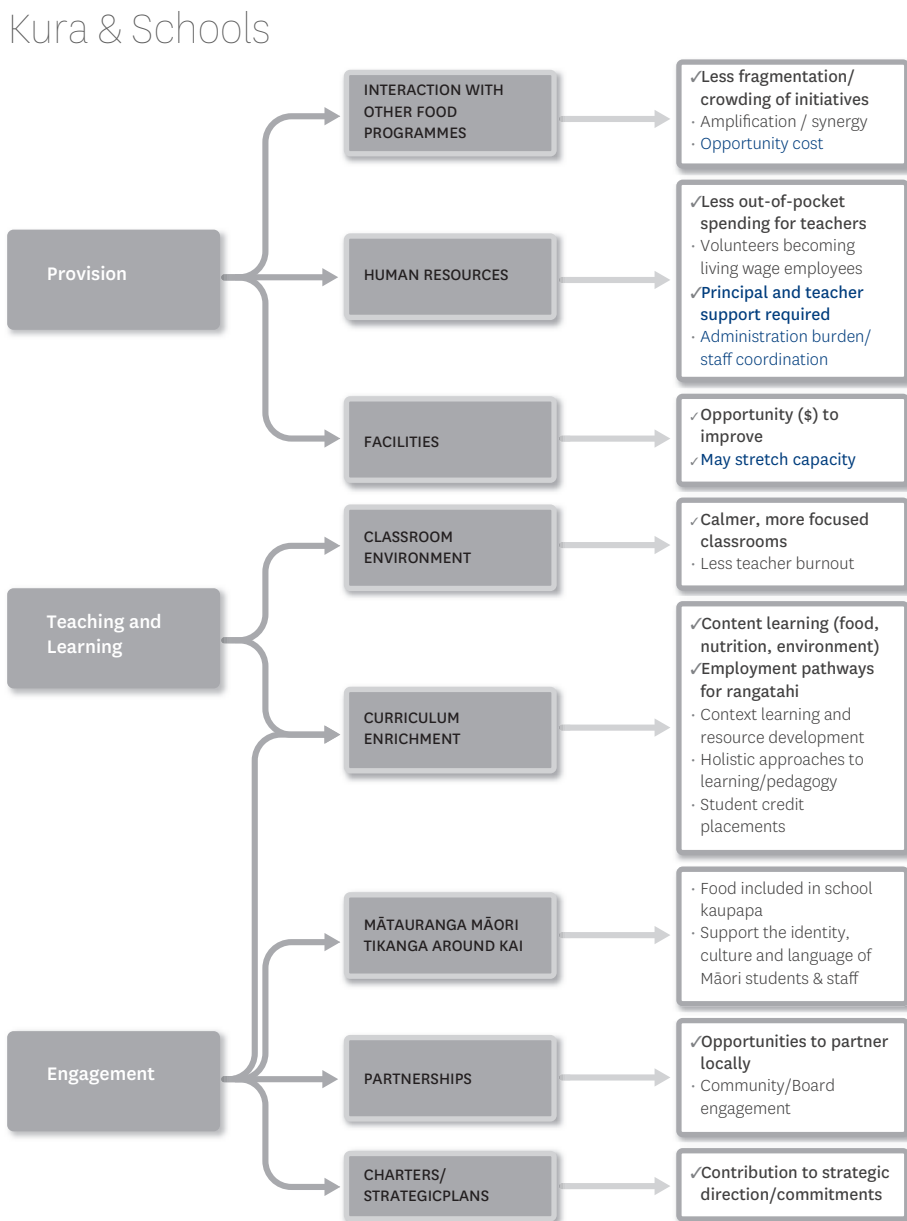 Kura & Schools
Provision
INTERACTION WITH
OTHER FOOD
PROGRAMMES
✓Less fragmentation/
crowding of initiatives
· Amplification / synergy
· Opportunity cost
HUMAN RESOURCES
✓Less out-of-pocket
spending for teachers
· Volunteers becoming
living wage employees
✓Principal and teacher
support required
· Administration burden/
staff coordination
FACILITIES
✓Opportunity ($) to
improve
✓May stretch capacity
Teaching and
Learning
CLASSROOM
ENVIRONMENT
✓Calmer, more focused
classrooms
· Less teacher burnout
CURRICULUM
ENRICHMENT
✓Content learning (food,
nutrition, environment)
✓Employment pathways
for rangatahi
· Context learning and
resource development
· Holistic approaches to
learning/pedagogy
· Student credit
placements
Engagement
MĀTAURANGA MĀORI
TIKANGA AROUND KAI
· Food included in school
kaupapa
· Support the identity,
culture and language of
Māori students & staff
PARTNERSHIPS
✓Opportunities to partner
locally
· Community/Board
engagement
CHARTERS/
STRATEGICPLANS
✓Contribution to strategic
direction/commitments